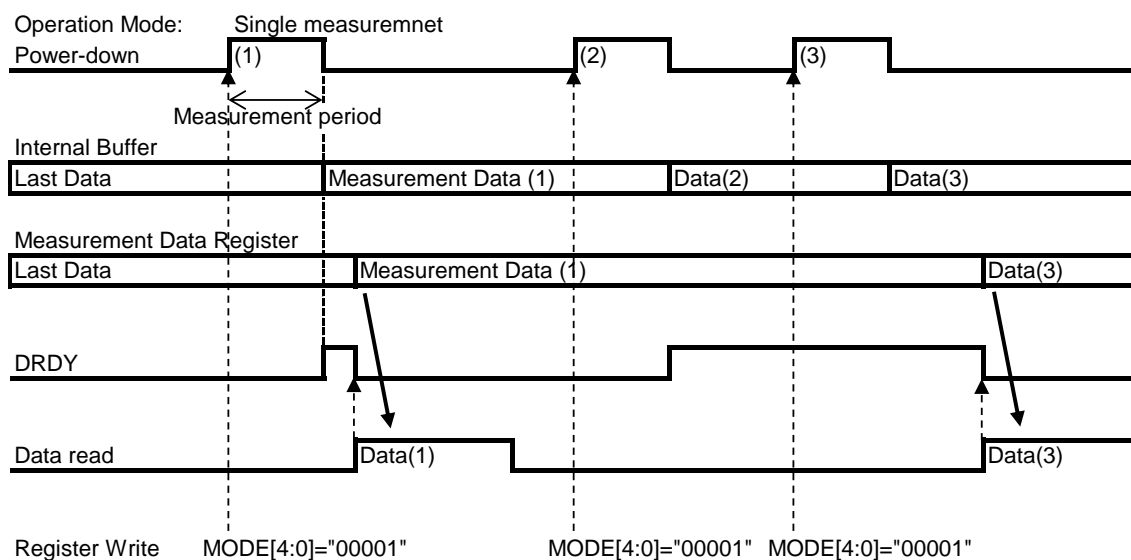 Operation Mode: Single measuremnet
Power-down
(1) (2) (3)
Measurement period
Internal Buffer
Last Data Measurement Data (1) Data(2) Data(3)
Measurement Data Register
Last Data Measurement Data (1) Data(3)
DRDY
Data read Data(1) Data(3)
Register Write MODE[4:0]="00001" MODE[4:0]="00001" MODE[4:0]="00001"